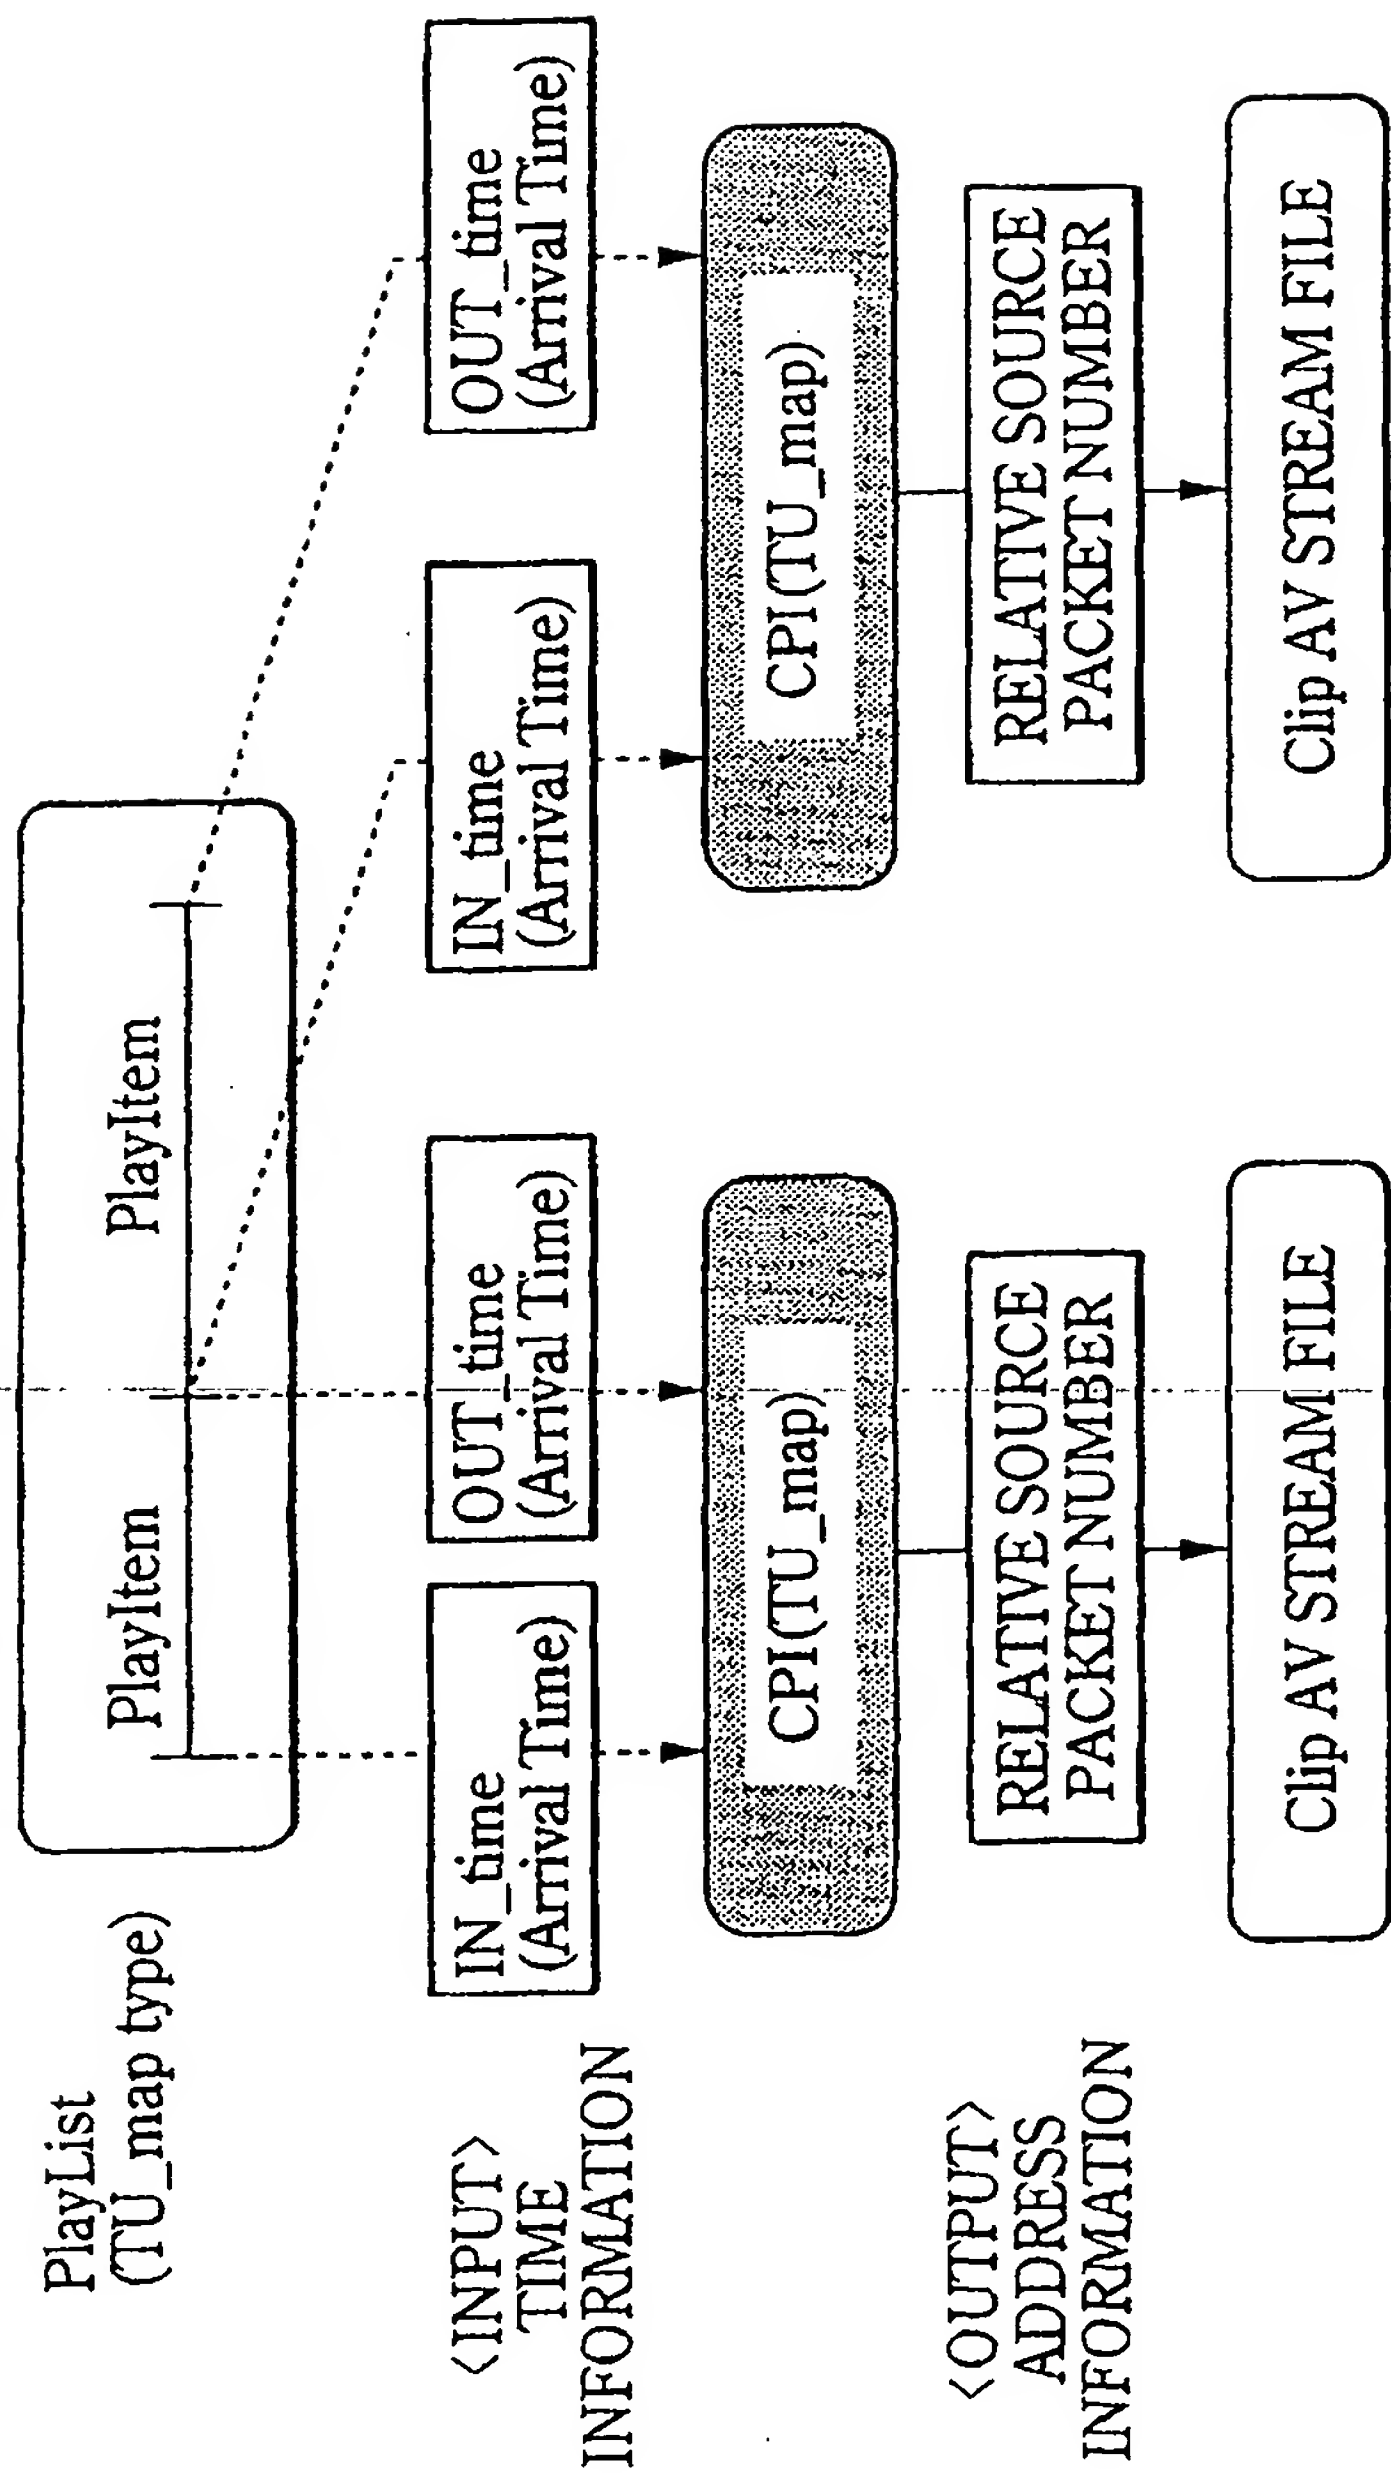 PlayList
(TU_map type)
PlayItem
PlayItem
<INPUT>
TIME
INFORMATION
IN_time
(Arrival Time)
OUT_time
(Arrival Time)
IN_time
(Arrival Time)
OUT_time
(Arrival Time)
CPI(TU_map)
CPI(TU_map)
<OUTPUT>
ADDRESS
INFORMATION
RELATIVE SOURCE
PACKET NUMBER
RELATIVE SOURCE
PACKET NUMBER
Clip AV STREAM FILE
Clip AV STREAM FILE